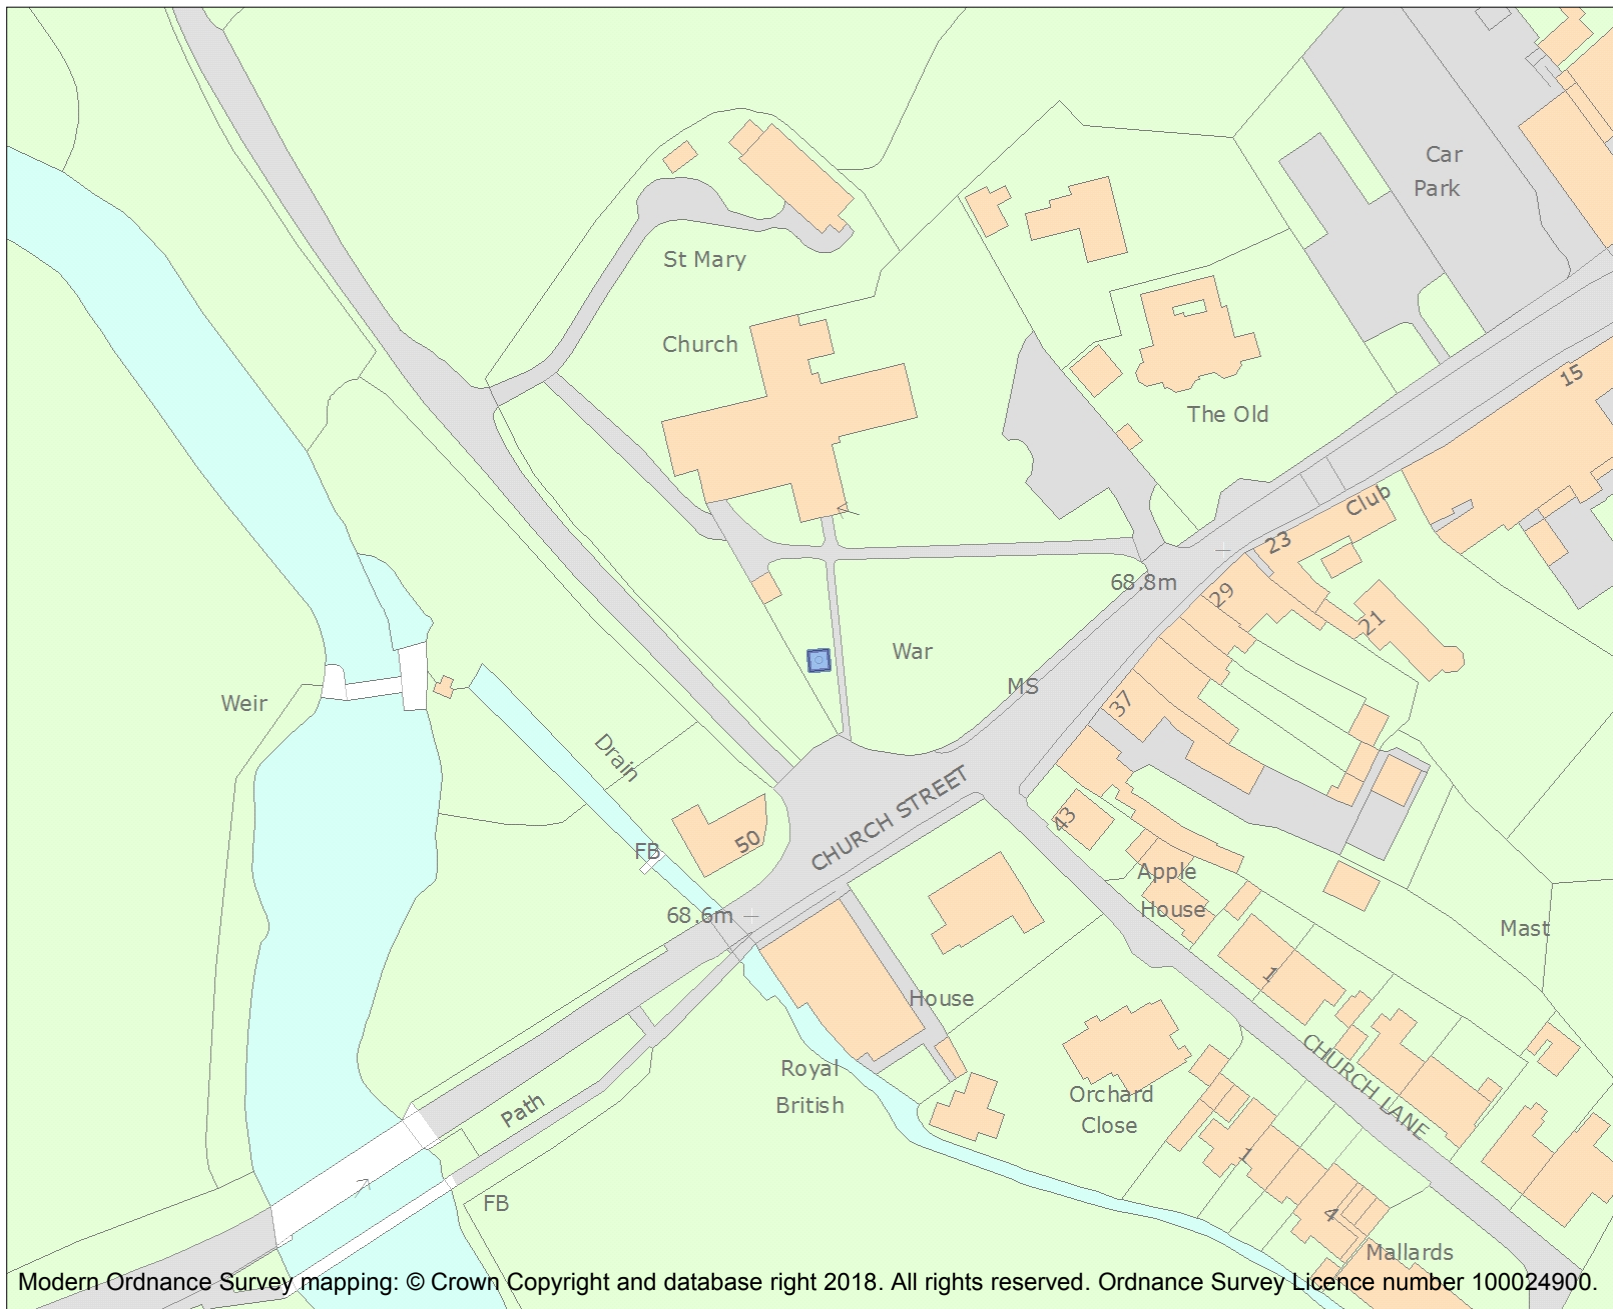 Car
Park
St Mary
Church
15
The Old
Club
23
68.8m
29
21
War
MS
Weir
37
Drain
CHURCH STREET
43
50
FB
Apple
House
68.6m
Mast
1
House
CHURCH LANE
Royal
British
Orchard
Close
Path
1
FB
4
Mallards
Modern Ordnance Survey mapping: © Crown Copyright and database right 2018. All rights reserved. Ordnance Survey Licence number 100024900.